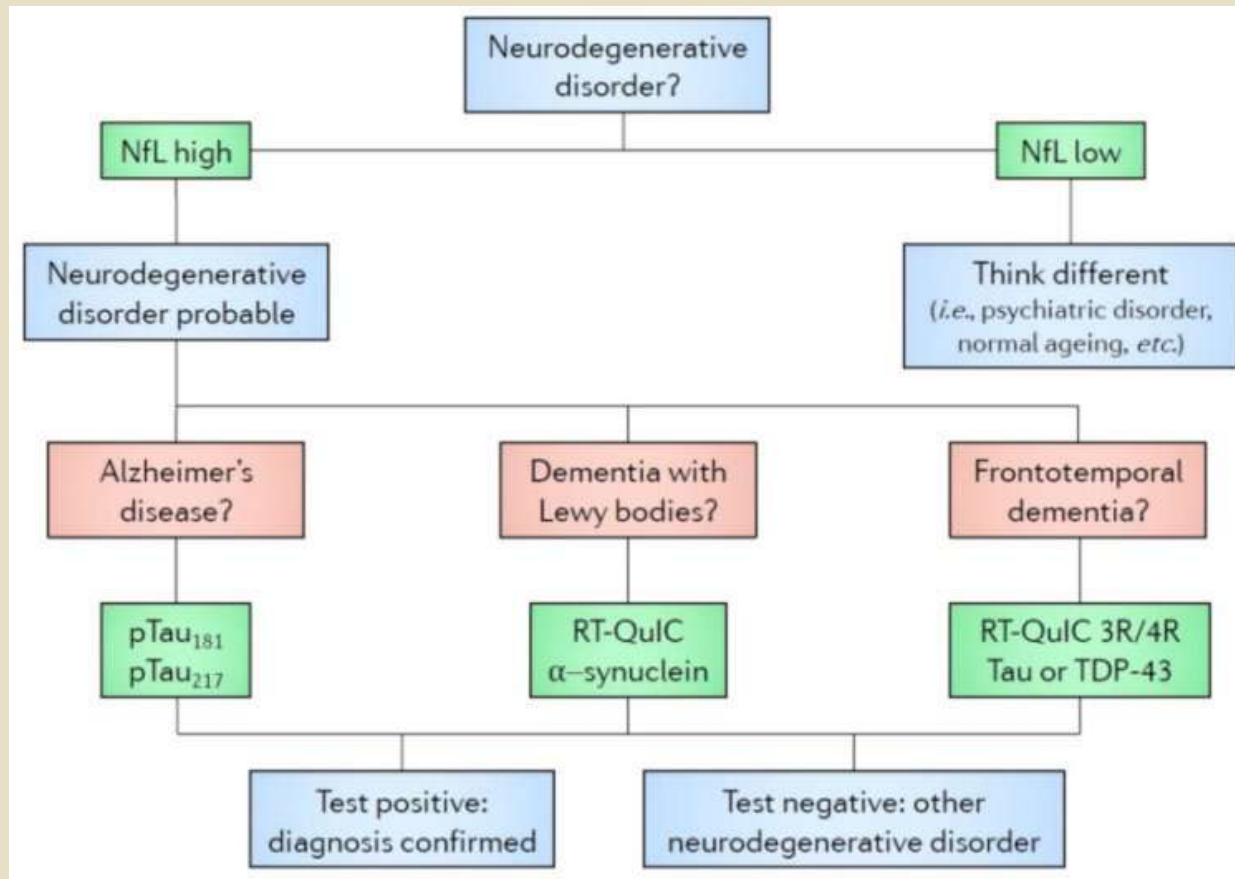 Neurodegenerative
disorder?
NfL high
NfL low
Neurodegenerative
disorder probable
Think different
(i.e., psychiatric disorder,
normal ageing, etc.)
Alzheimer's
disease?
Dementia with
Lewy bodies?
Frontotemporal
dementia?
pTau₁₈₁
pTau₂₁₇
RT-QuIC
α–synuclein
RT-QuIC 3R/4R
Tau or TDP-43
Test positive:
diagnosis confirmed
Test negative: other
neurodegenerative disorder